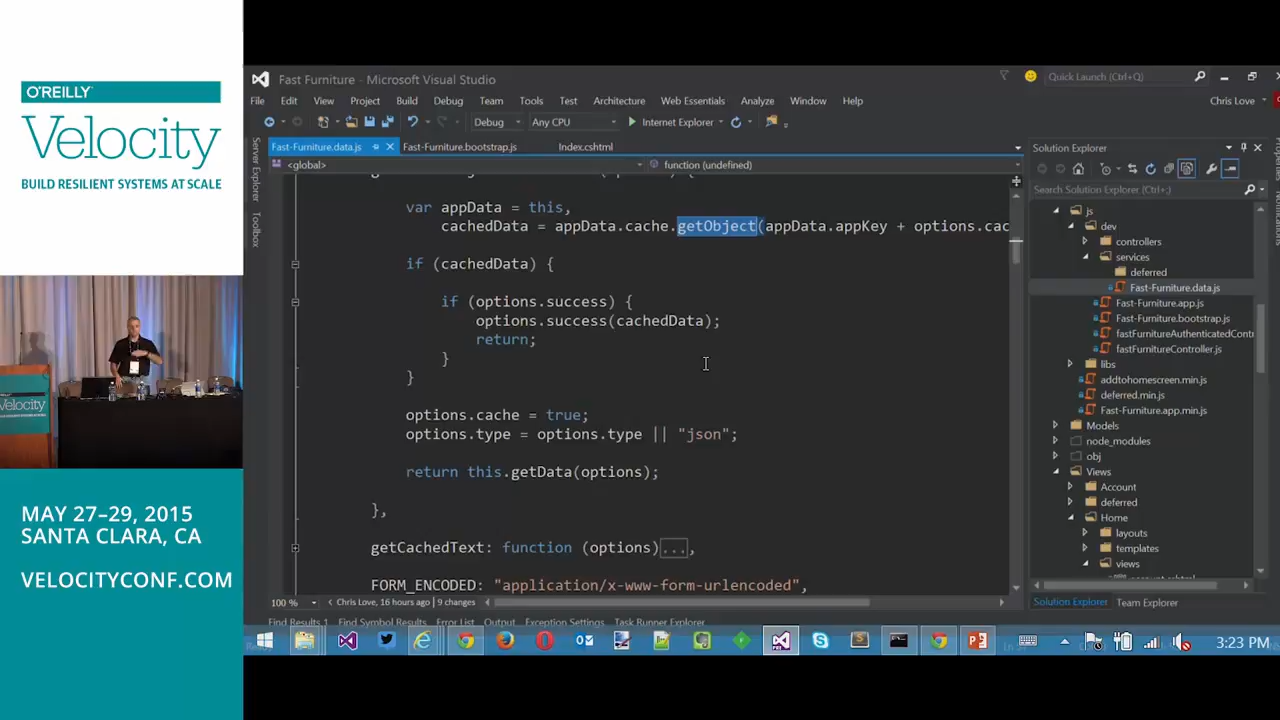 O'REILLY
Velocity
BUILD RESILIENT SYSTEMS AT SCALE
Velocity
MAY 27–29, 2015
SANTA CLARA, CA
VELOCITYCONF.COM
Fast Furniture - Microsoft Visual Studio
Quick Launch (Ctrl+Q)
File Edit View Project Build Debug Team Tools Test Architecture Web Essentials Analyze Window Help
Chris Love
Debug Any CPU Internet Explorer
Server Explorer
Toolbox
Fast-Furniture.data.js Fast-Furniture.bootstrap.js Index.cshtml
<global> function (undefined)
var appData = this,
cachedData = appData.cache.getObject(appData.appKey + options.cac
if (cachedData) {
if (options.success) {
options.success(cachedData);
return;
}
}
options.cache = true;
options.type = options.type || "json";
return this.getData(options);
},
getCachedText: function (options)...,
FORM_ENCODED: "application/x-www-form-urlencoded",
100 % Chris Love, 16 hours ago | 9 changes
Find Results 1 Find Symbol Results Error List Output Exception Settings Task Runner Explorer
Solution Explorer
Search Solution Explorer (Ctrl+;)
js
dev
controllers
services
deferred
Fast-Furniture.data.js
Fast-Furniture.app.js
Fast-Furniture.bootstrap.js
fastFurnitureAuthenticatedContr
fastFurnitureController.js
libs
addtohomescreen.min.js
deferred.min.js
Fast-Furniture.app.min.js
Models
node_modules
obj
Views
Account
deferred
Home
layouts
templates
views
Solution Explorer Team Explorer
Properties
Notifications
3:23 PM